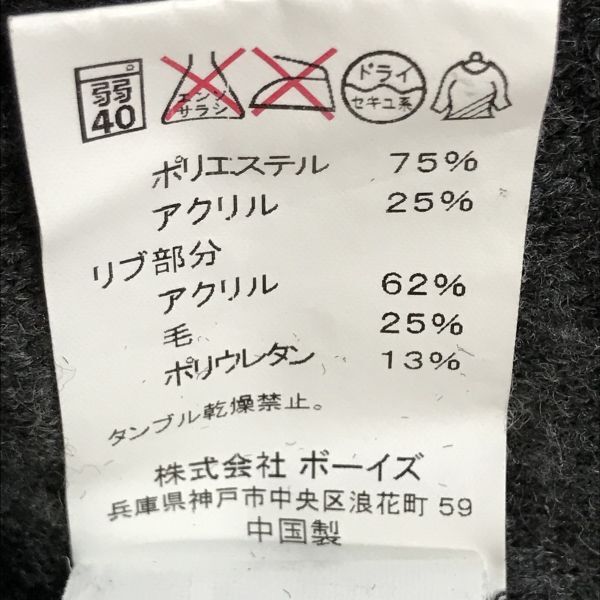 弱
40
エンソ
サラシ
ドライ
セキユ系
ポリエステル 75%
アクリル 25%
リブ部分
アクリル 62%
毛 25%
ポリウレタン 13%
タンブル乾燥禁止。
株式会社 ボーイズ
兵庫県神戸市中央区浪花町 59
中国製